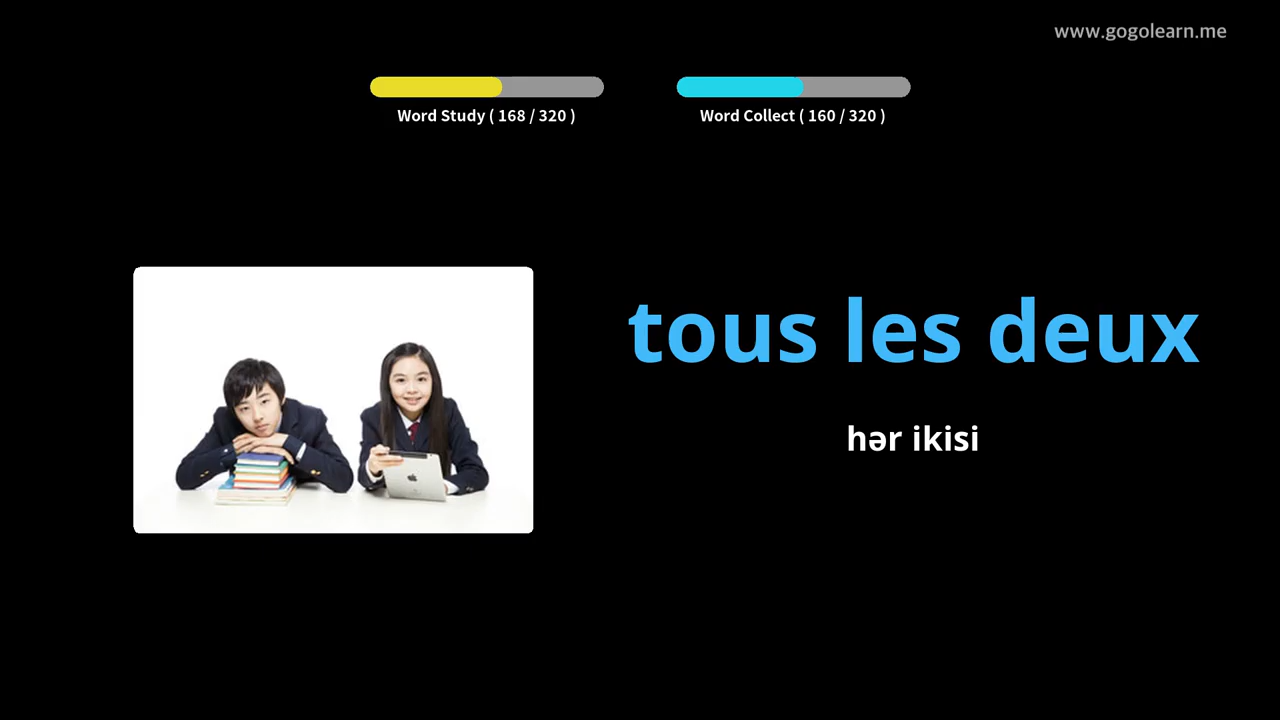 www.gogolearn.me
Word Study ( 168 / 320 )
Word Collect ( 160 / 320 )
tous les deux
hər ikisi